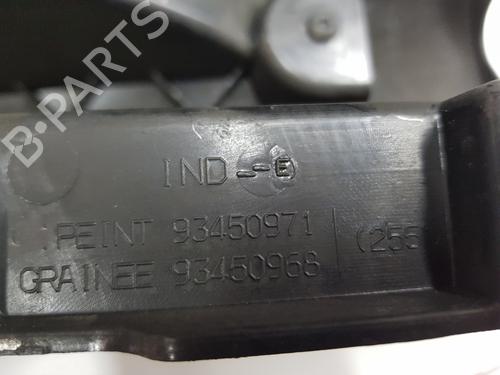 B-PARTS
IND-E
PEINT 93450971
GRAINEE 93450968
(255